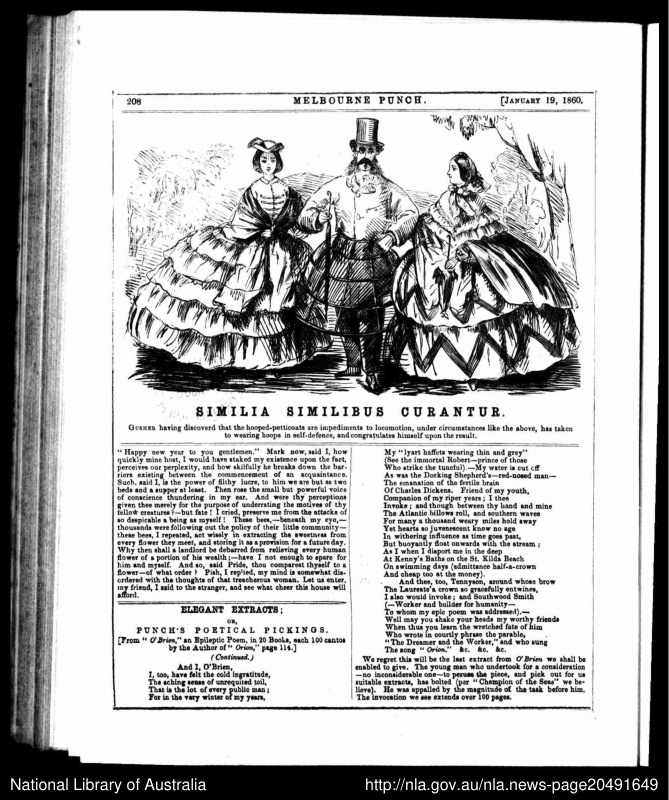 208
MELBOURNE PUNCH.
[JANUARY 19, 1860.
SIMILIA SIMILIBUS CURANTUR.
GUSHER having discoverd that the hooped-petticoats are impediments to locomotion, under circumstances like the above, has taken
to wearing hoops in self-defence, and congratulates himself upon the result.
"Happy new year to you gentlemen." Mark now, said I, how
quickly mine host, I would have staked my existence upon the fact,
perceives our perplexity, and how skilfully he breaks down the bar-
riers existing between the commencement of an acquaintance.
Such, said I, is the power of filthy lucre, to him we are but as two
beds and a supper at least. Then rose the small but powerful voice
of conscience thundering in my ear. And were thy perceptions
given thee merely for the purpose of underrating the motives of thy
fellow creatures?—but fate! I cried, preserve me from the attacks of
so despicable a being as myself! These bees,—beneath my eye,—
thousands were following out the policy of their little community—
these bees, I repeated, act wisely in extracting the sweetness from
every flower they meet, and storing it as a provision for a future day.
Why then shall a landlord be debarred from relieving every human
flower of a portion of his wealth;—have I not enough to spare for
him and myself. And so, said Pride, thou comparest thyself to a
flower—of what order? Pish, I replied, my mind is somewhat dis-
ordered with the thoughts of that treacherous woman. Let us enter,
my friend, I said to the stranger, and see what cheer this house will
afford.
ELEGANT EXTRACTS;
OR,
PUNCH'S POETICAL PICKINGS.
[From "O'Brien," an Epileptic Poem, in 20 Books, each 100 cantos
by the Author of "Orion," page 114.]
(Continued.)
And I, O'Brien,
I, too, have felt the cold ingratitude,
The aching sense of unrequited toil,
That is the lot of every public man;
For in the very winter of my years,
My "lyart haffets wearing thin and grey"
(See the immortal Robert—prince of those
Who strike the tuneful).—My water is cut off
As was the Dorking Shepherd's—red-nosed man—
The emanation of the fertile brain
Of Charles Dickens. Friend of my youth,
Companion of my riper years; I thee
Invoke; and though between thy hand and mine
The Atlantic billows roll, and southern waves
For many a thousand weary miles hold away
Yet hearts so juvenescent know no age
In withering influence as time goes past,
But buoyantly float onwards with the stream;
As I when I disport me in the deep
At Kenny's Baths on the St. Kilda Beach
On swimming days (admittance half-a-crown
And cheap too at the money).
And thee, too, Tennyson, around whose brow
The Laureate's crown so gracefully entwines,
I also would invoke; and Southwood Smith
(—Worker and builder for humanity—
To whom my epic poem was addressed).—
Well may you shake your heads my worthy friends
When thus you learn the wretched fate of him
Who wrote in courtly phrase the parable,
"The Dreamer and the Worker," and who sung
The song "Orion." &c. &c. &c.
We regret this will be the last extract from O'Brien we shall be
enabled to give. The young man who undertook for a consideration
—no inconsiderable one—to peruse the piece, and pick out for us
suitable extracts, has bolted (per "Champion of the Seas" we be-
lieve). He was appalled by the magnitude of the task before him.
The invocation we see extends over 100 pages.
National Library of Australia
http://nla.gov.au/nla.news-page20491649